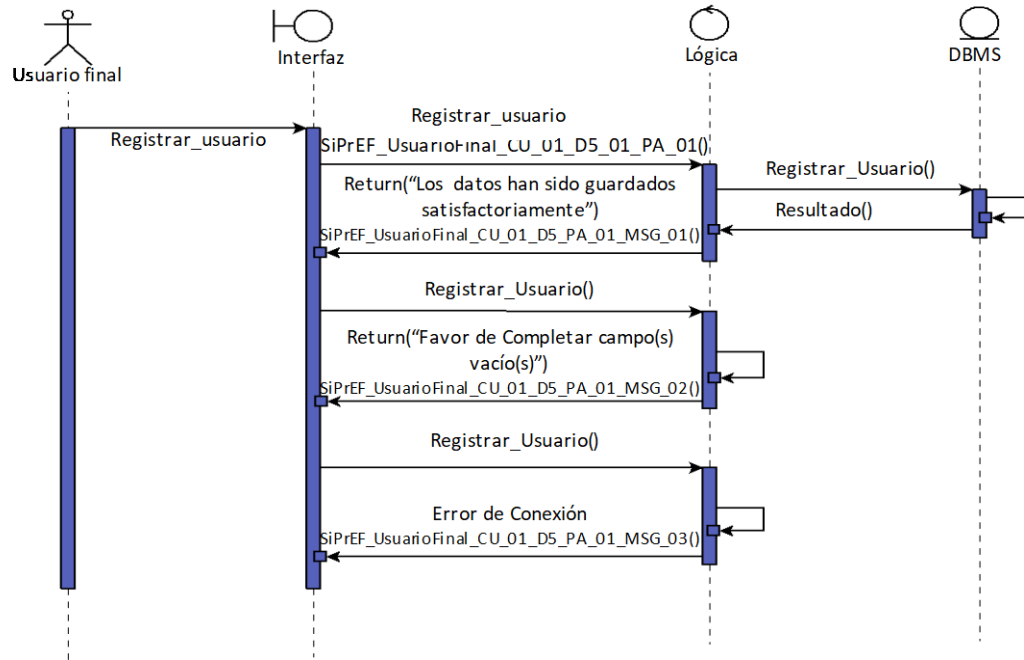 Usuario final
Interfaz
Lógica
DBMS
Registrar_usuario
Registrar_usuario
SiPrEF_UsuarioFinal_CU_01_D5_01_PA_01()
Registrar_Usuario()
Return(“Los datos han sido guardados
satisfactoriamente”)
Resultado()
SiPrEF_UsuarioFinal_CU_01_D5_PA_01_MSG_01()
Registrar_Usuario()
Return(“Favor de Completar campo(s)
vacío(s)”)
SiPrEF_UsuarioFinal_CU_01_D5_PA_01_MSG_02()
Registrar_Usuario()
Error de Conexión
SiPrEF_UsuarioFinal_CU_01_D5_PA_01_MSG_03()